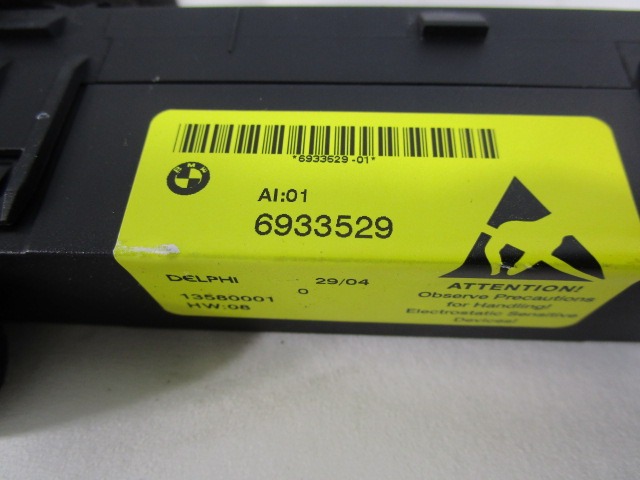 *6933529-01*
BMW
AI:01
6933529
DELPHI 29/04
13580001 0
HW:08
ATTENTION!
Observe Precautions
for Handling!
Electrostatic Sensitive
Devices!